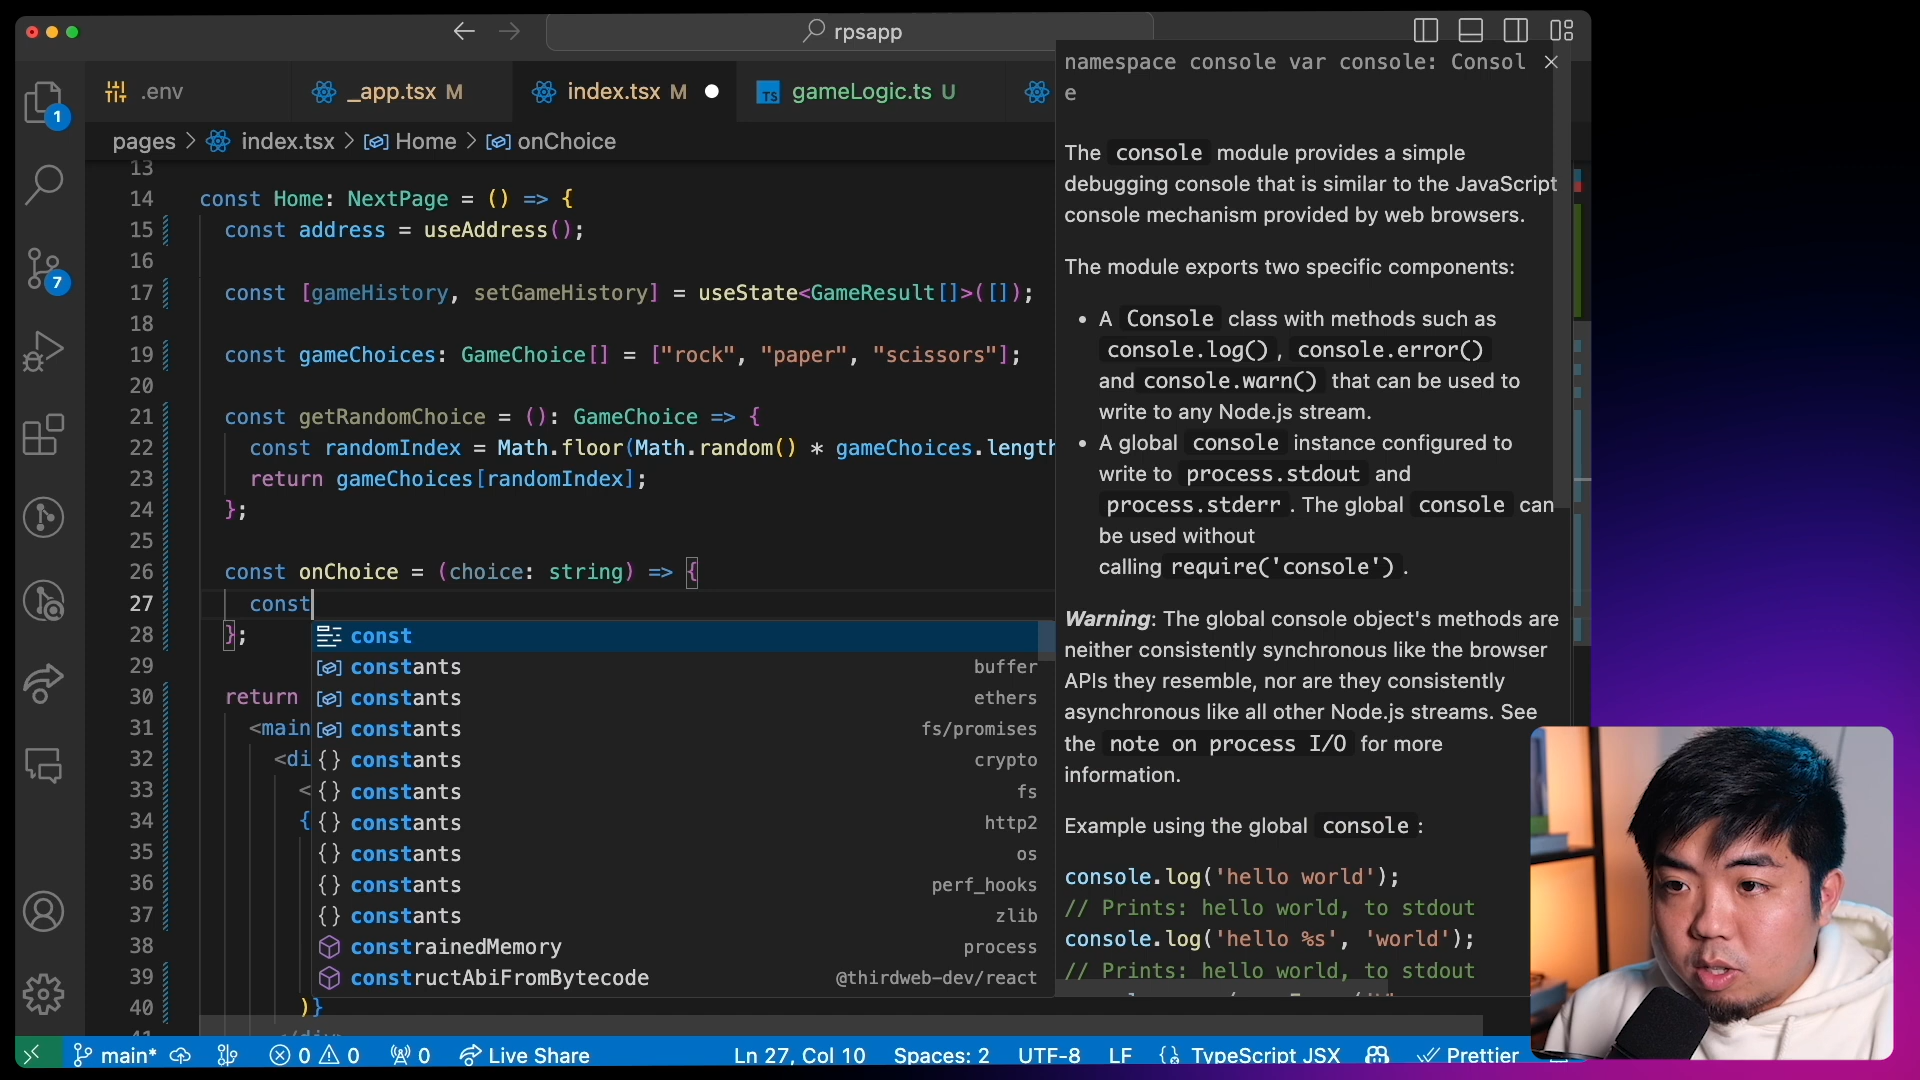 rpsapp
.env
_app.tsx M
index.tsx M
gameLogic.ts U
pages > index.tsx > Home > onChoice
13
14 const Home: NextPage = () => {
15 const address = useAddress();
16
17 const [gameHistory, setGameHistory] = useState<GameResult[]>([]);
18
19 const gameChoices: GameChoice[] = ["rock", "paper", "scissors"];
20
21 const getRandomChoice = (): GameChoice => {
22 const randomIndex = Math.floor(Math.random() * gameChoices.length
23 return gameChoices[randomIndex];
24 };
25
26 const onChoice = (choice: string) => {
27 const
28 };
29
30 return
31 <main
32 <di
33 <
34 {
35
36
37
38
39
40 )}
const
constants buffer
constants ethers
constants fs/promises
constants crypto
constants fs
constants http2
constants os
constants perf_hooks
constants zlib
constrainedMemory process
constructAbiFromBytecode @thirdweb-dev/react
namespace console var console: Consol
e
The console module provides a simple
debugging console that is similar to the JavaScript
console mechanism provided by web browsers.
The module exports two specific components:
• A Console class with methods such as
console.log(), console.error()
and console.warn() that can be used to
write to any Node.js stream.
• A global console instance configured to
write to process.stdout and
process.stderr. The global console can
be used without
calling require('console').
Warning: The global console object's methods are
neither consistently synchronous like the browser
APIs they resemble, nor are they consistently
asynchronous like all other Node.js streams. See
the note on process I/O for more
information.
Example using the global console:
console.log('hello world');
// Prints: hello world, to stdout
console.log('hello %s', 'world');
// Prints: hello world, to stdout
1
7
main* 0 0 0 Live Share Ln 27, Col 10 Spaces: 2 UTF-8 LF TypeScript JSX Prettier